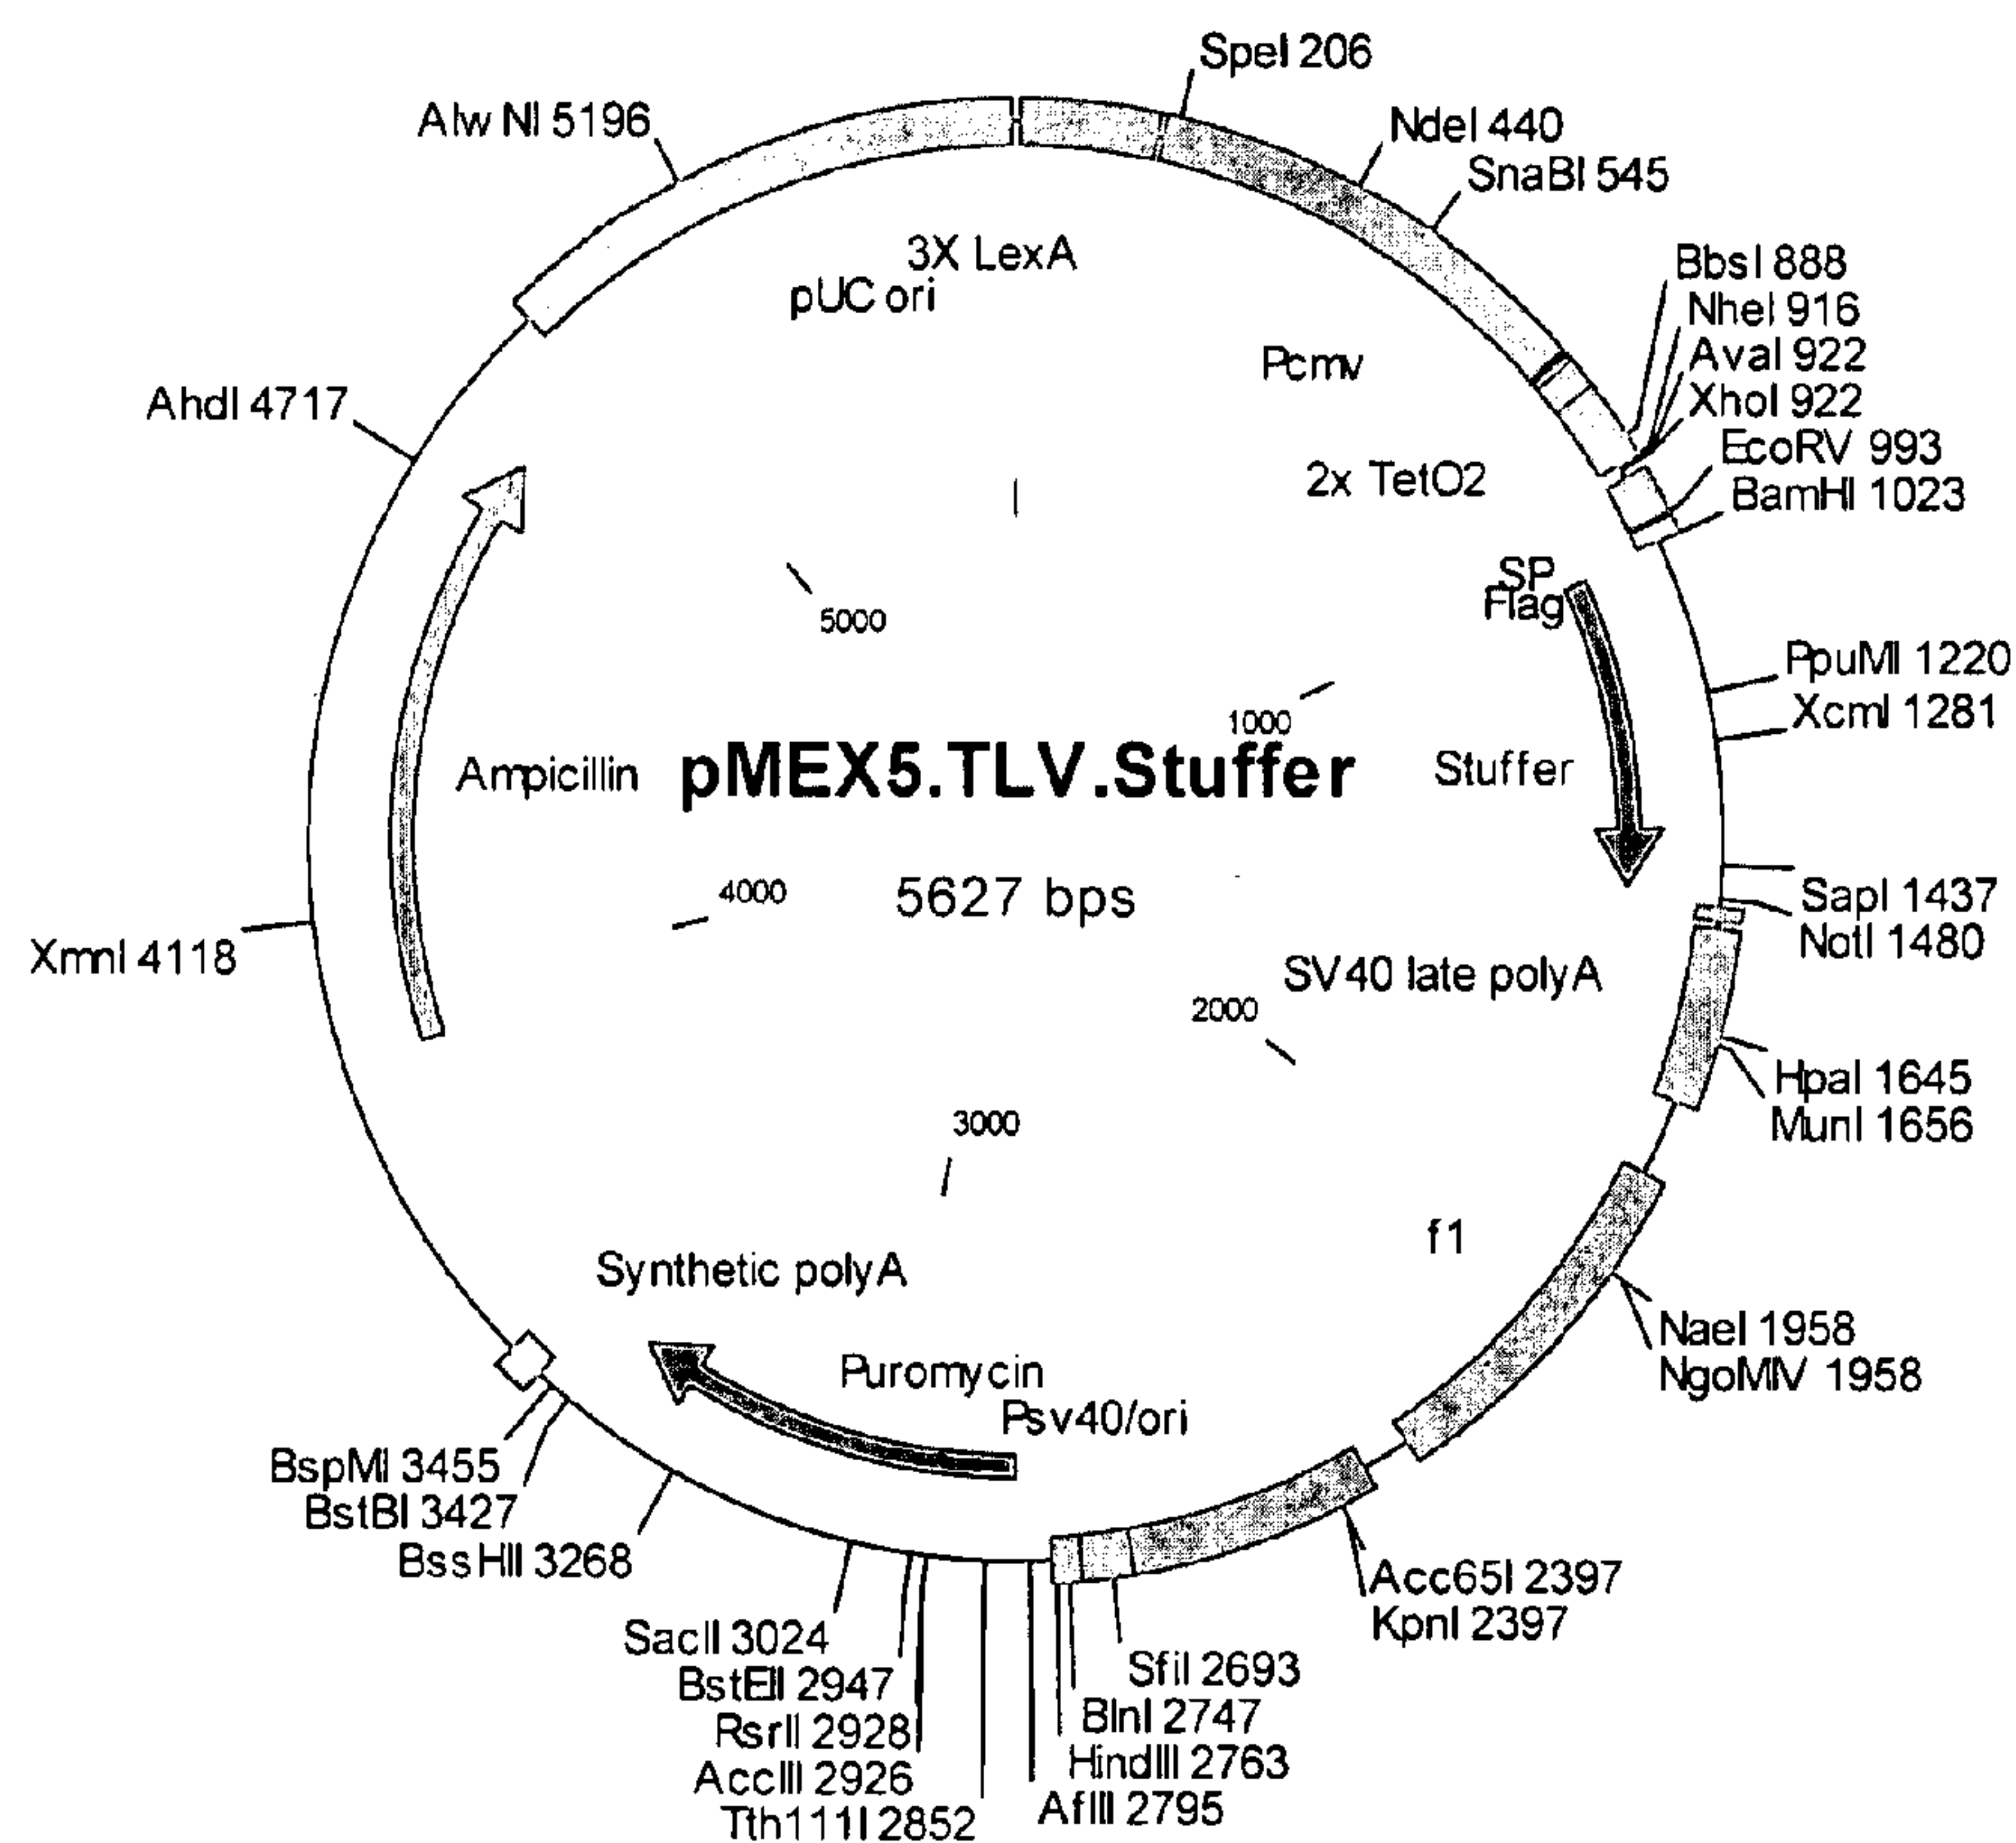 SpeI 206
AlwNI 5196
NdeI 440
SnaBI 545
3X LexA
pUC ori
BbsI 888
NheI 916
AvaI 922
XhoI 922
EcoRV 993
BamHI 1023
Pcmv
AhdI 4717
2x TetO2
SP
Flag
5000
PpuMI 1220
XcmI 1281
1000
Ampicillin
pMEX5.TLV.Stuffer
Stuffer
4000
5627 bps
SapI 1437
NotI 1480
XmnI 4118
SV40 late polyA
2000
HpaI 1645
MunI 1656
3000
f1
Synthetic polyA
NaeI 1958
NgoMIV 1958
Puromycin
Psv40/ori
BspMI 3455
BstBI 3427
BssHII 3268
Acc65I 2397
KpnI 2397
SacII 3024
BstEII 2947
RsrII 2928
AccIII 2926
Tth111I 2852
SfiI 2693
BlnI 2747
HindIII 2763
AflII 2795